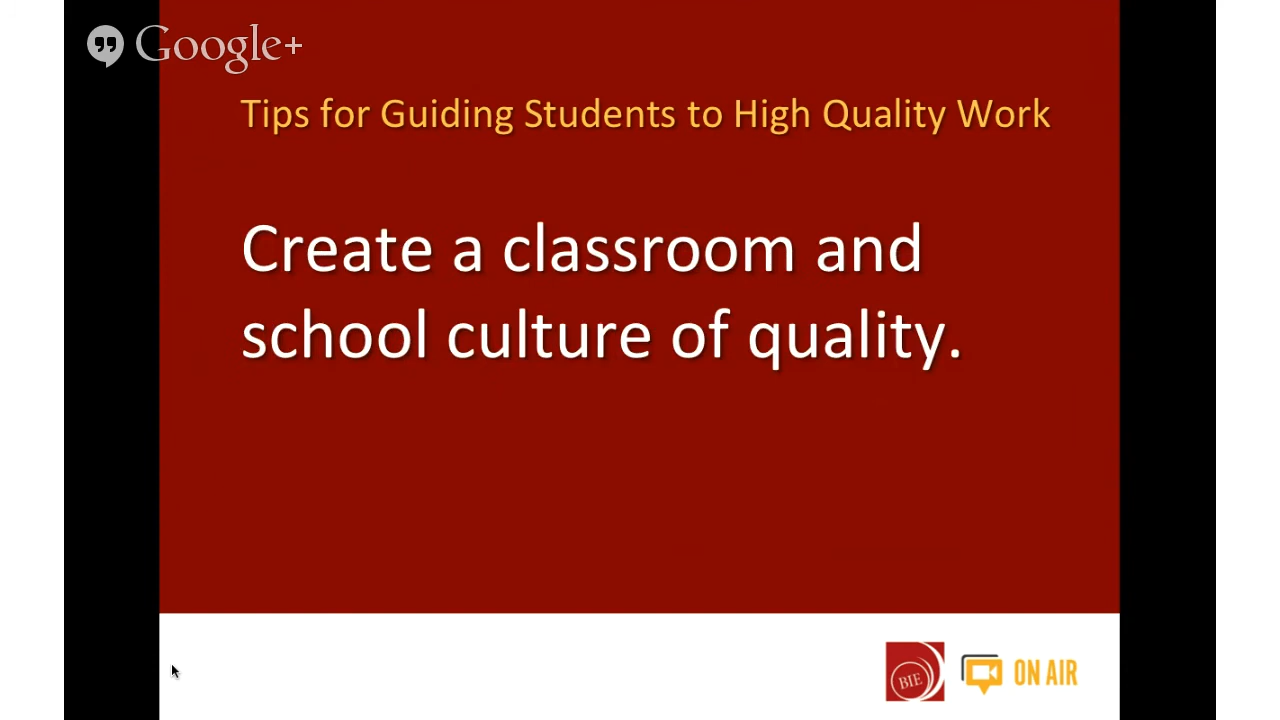 Google+
Tips for Guiding Students to High Quality Work
Create a classroom and
school culture of quality.
BIE
ON AIR